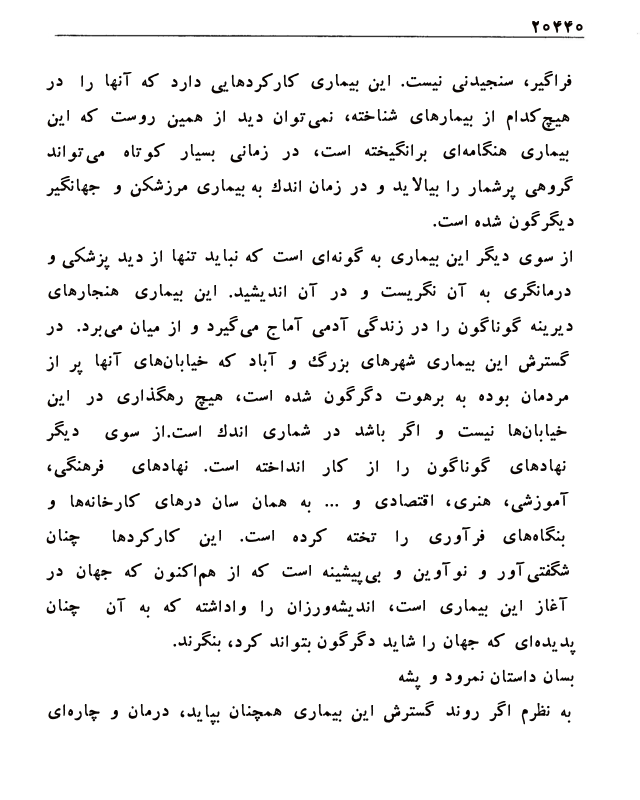 ۲۰۴۴۰
فراگیر، سنجیدنی نیست. این بیماری کارکردهایی دارد که آنها را در
هیچ‌کدام از بیمارهای شناخته، نمی‌توان دید از همین روست که این
بیماری هنگامه‌ای برانگیخته است، در زمانی بسیار کوتاه می‌تواند
گروهی پرشمار را بیالاید و در زمان اندك به بیماری مرزشکن و جهانگیر
دیگرگون شده است.
از سوی دیگر این بیماری به گونه‌ای است که نباید تنها از دید پزشکی و
درمانگری به آن نگریست و در آن اندیشید. این بیماری هنجارهای
دیرینه گوناگون را در زندگی آدمی آماج می‌گیرد و از میان می‌برد. در
گسترش این بیماری شهرهای بزرگ و آباد که خیابان‌های آنها پر از
مردمان بوده به برهوت دگرگون شده است، هیچ رهگذاری در این
خیابان‌ها نیست و اگر باشد در شماری اندك است.از سوی دیگر
نهادهای گوناگون را از کار انداخته است. نهادهای فرهنگی،
آموزشی، هنری، اقتصادی و ... به همان سان درهای کارخانه‌ها و
بنگاه‌های فرآوری را تخته کرده است. این کارکردها چنان
شگفتی‌آور و نوآوین و بی‌پیشینه است که از هم‌اکنون که جهان در
آغاز این بیماری است، اندیشه‌ورزان را واداشته که به آن چنان
پدیده‌ای که جهان را شاید دگرگون بتواند کرد، بنگرند.
بسان داستان نمرود و پشه
به نظرم اگر روند گسترش این بیماری همچنان بپاید، درمان و چاره‌ای